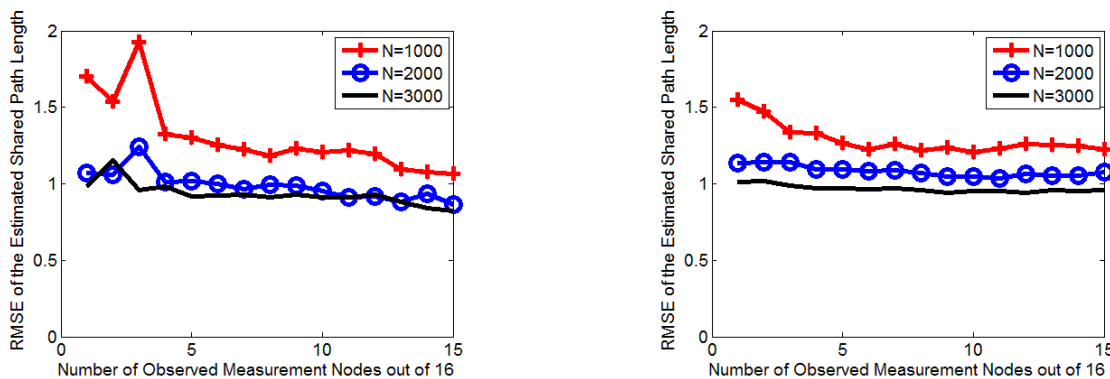 RMSE of the Estimated Shared Path Length
2
1.5
1
0.5
0
0
5
10
15
Number of Observed Measurement Nodes out of 16
N=1000
N=2000
N=3000
RMSE of the Estimated Shared Path Length
2
1.5
1
0.5
0
0
5
10
15
Number of Observed Measurement Nodes out of 16
N=1000
N=2000
N=3000